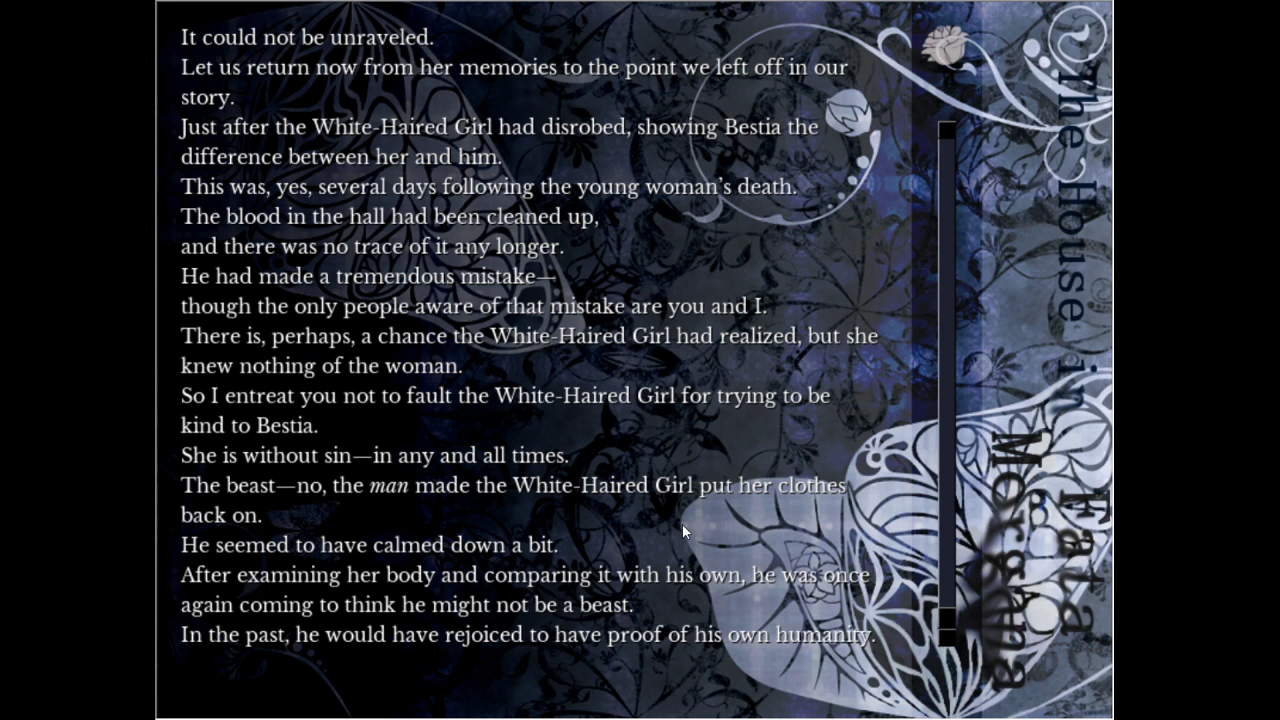 It could not be unraveled.
Let us return now from her memories to the point we left off in our
story.
Just after the White-Haired Girl had disrobed, showing Bestia the
difference between her and him.
This was, yes, several days following the young woman's death.
The blood in the hall had been cleaned up,
and there was no trace of it any longer.
He had made a tremendous mistake—
though the only people aware of that mistake are you and I.
There is, perhaps, a chance the White-Haired Girl had realized, but she
knew nothing of the woman.
So I entreat you not to fault the White-Haired Girl for trying to be
kind to Bestia.
She is without sin—in any and all times.
The beast—no, the man made the White-Haired Girl put her clothes
back on.
He seemed to have calmed down a bit.
After examining her body and comparing it with his own, he was once
again coming to think he might not be a beast.
In the past, he would have rejoiced to have proof of his own humanity.
The House in
Fata
Morgana